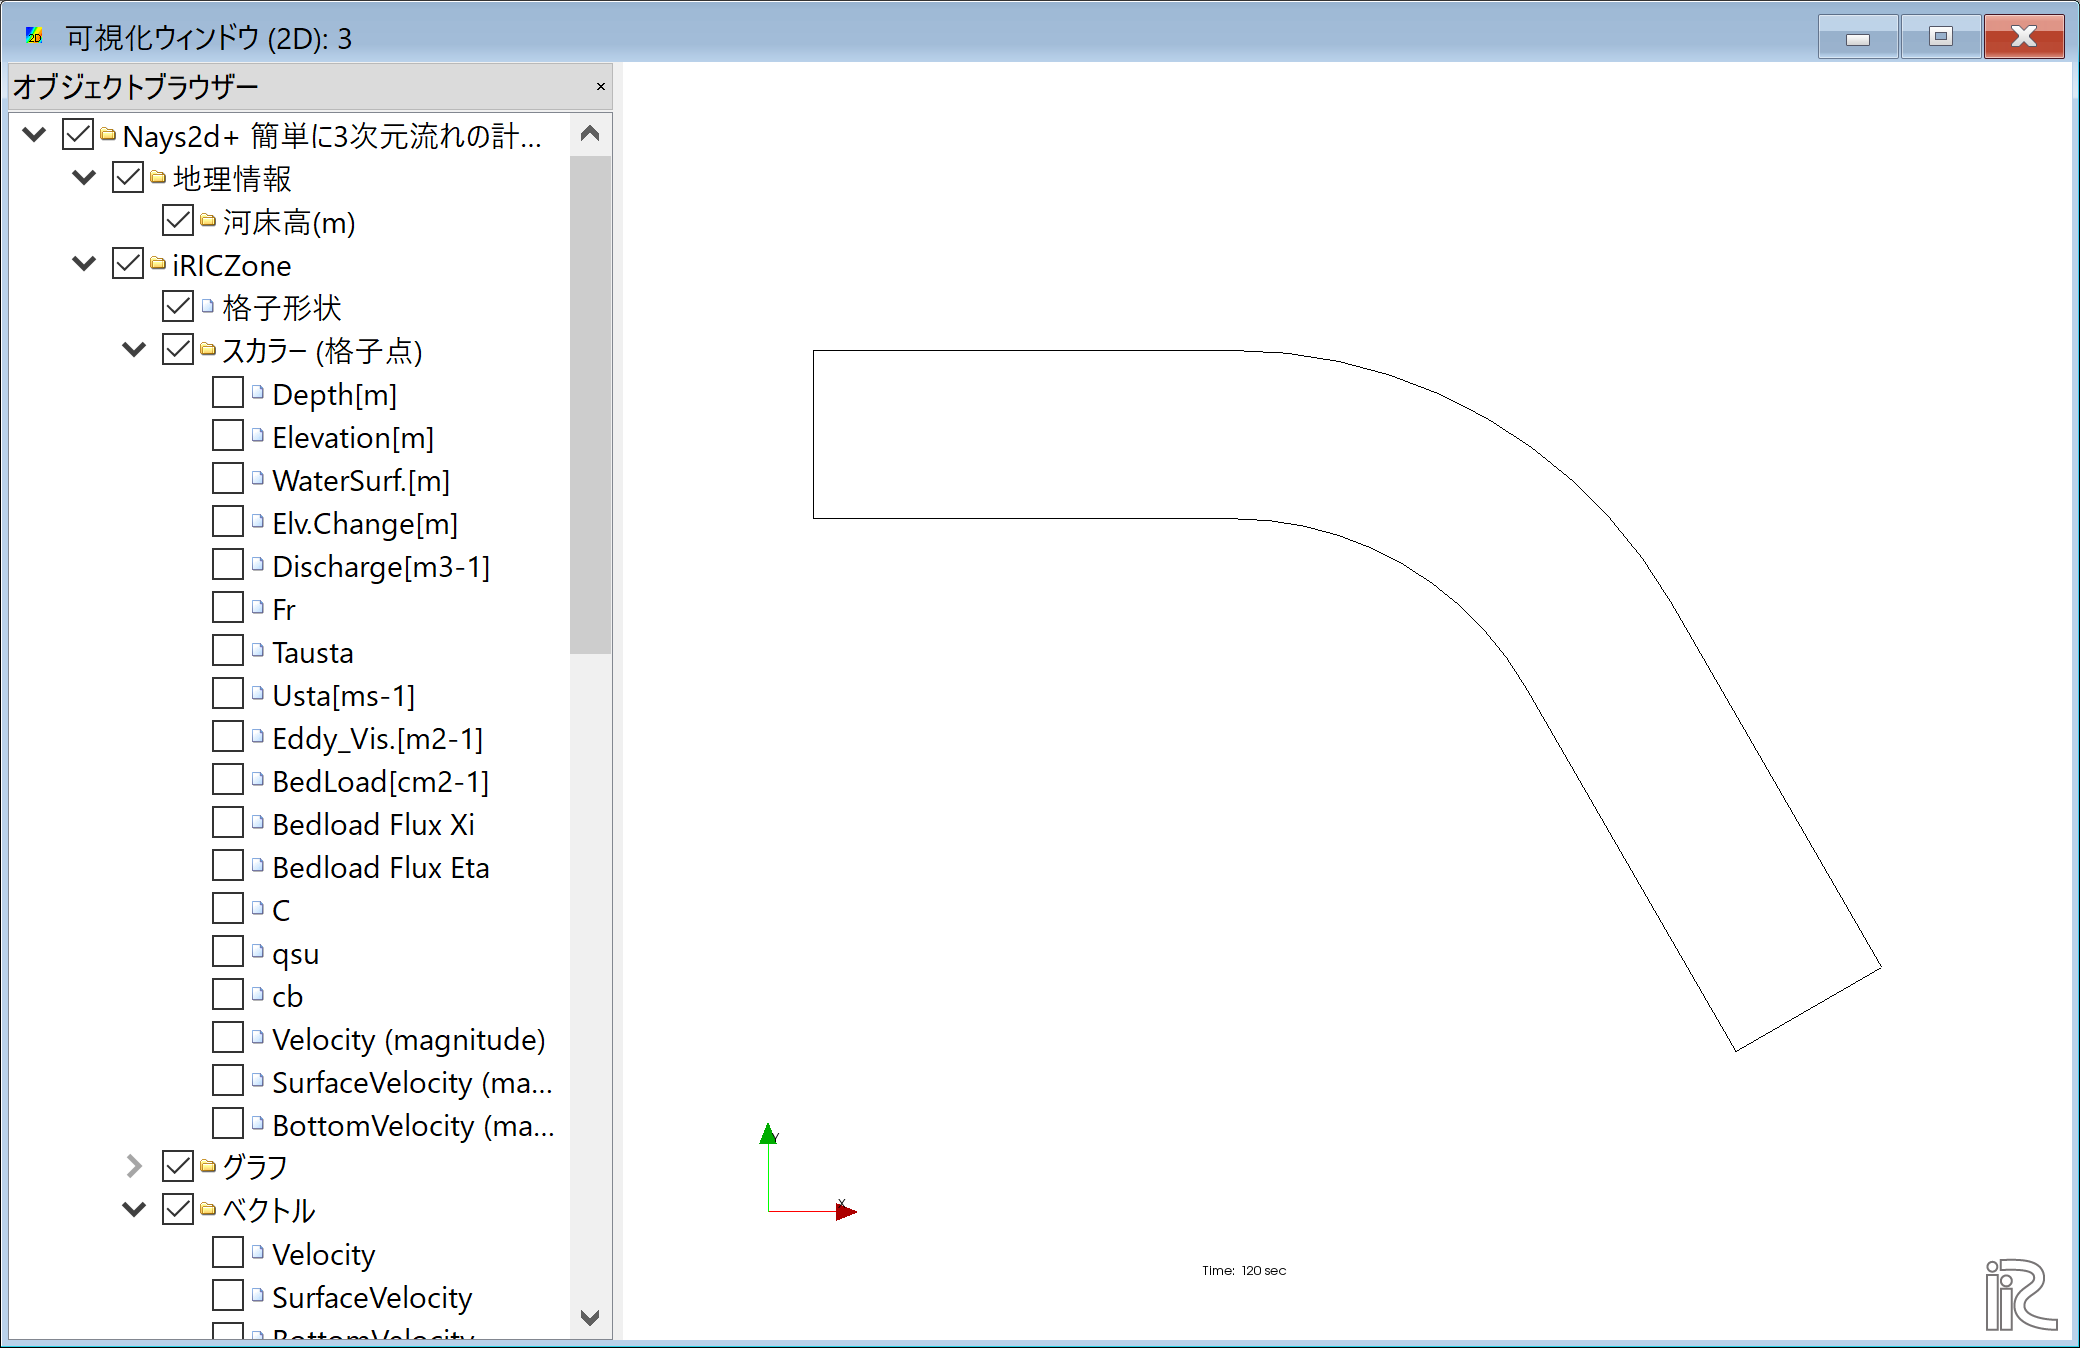 可視化ウィンドウ (2D): 3
オブジェクトブラウザー
Nays2d+ 簡単に3次元流れの計...
地理情報
河床高(m)
iRICZone
格子形状
スカラー (格子点)
Depth[m]
Elevation[m]
WaterSurf.[m]
Elv.Change[m]
Discharge[m3-1]
Fr
Tausta
Usta[ms-1]
Eddy_Vis.[m2-1]
BedLoad[cm2-1]
Bedload Flux Xi
Bedload Flux Eta
C
qsu
cb
Velocity (magnitude)
SurfaceVelocity (ma...
BottomVelocity (ma...
グラフ
ベクトル
Velocity
SurfaceVelocity
BottomVelocity
Y
X
Time: 120 sec
iRIC